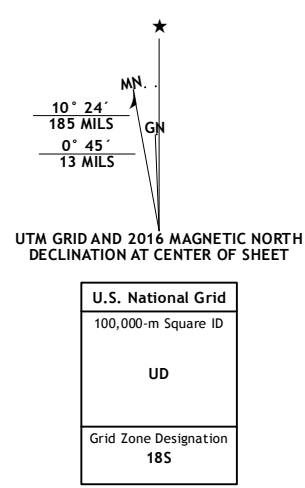 ★
MN
10° 24´
185 MILS
GN
0° 45´
13 MILS
UTM GRID AND 2016 MAGNETIC NORTH
DECLINATION AT CENTER OF SHEET
U.S. National Grid
100,000-m Square ID
UD
Grid Zone Designation
18S